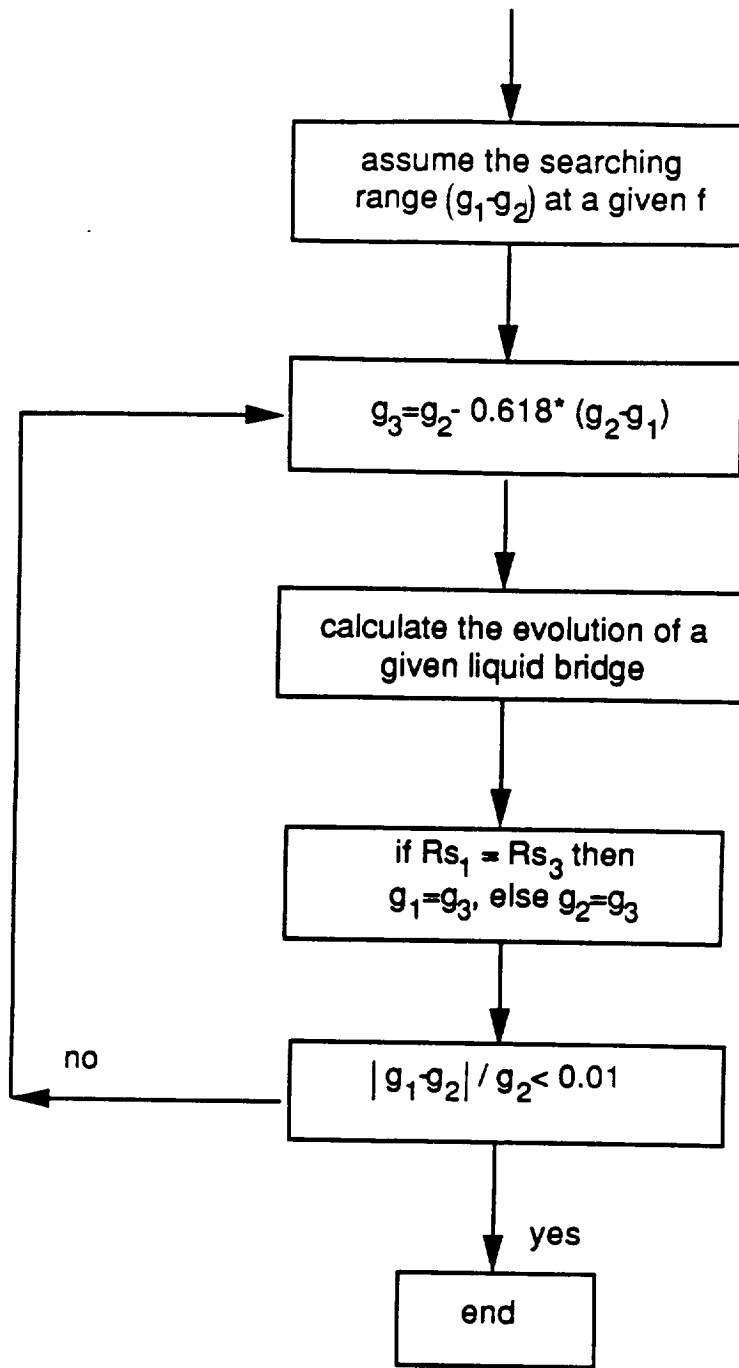 assume the searching
range (g₁-g₂) at a given f
g₃=g₂- 0.618* (g₂-g₁)
calculate the evolution of a
given liquid bridge
if Rs₁ = Rs₃ then
g₁=g₃, else g₂=g₃
no
|g₁-g₂| / g₂< 0.01
yes
end